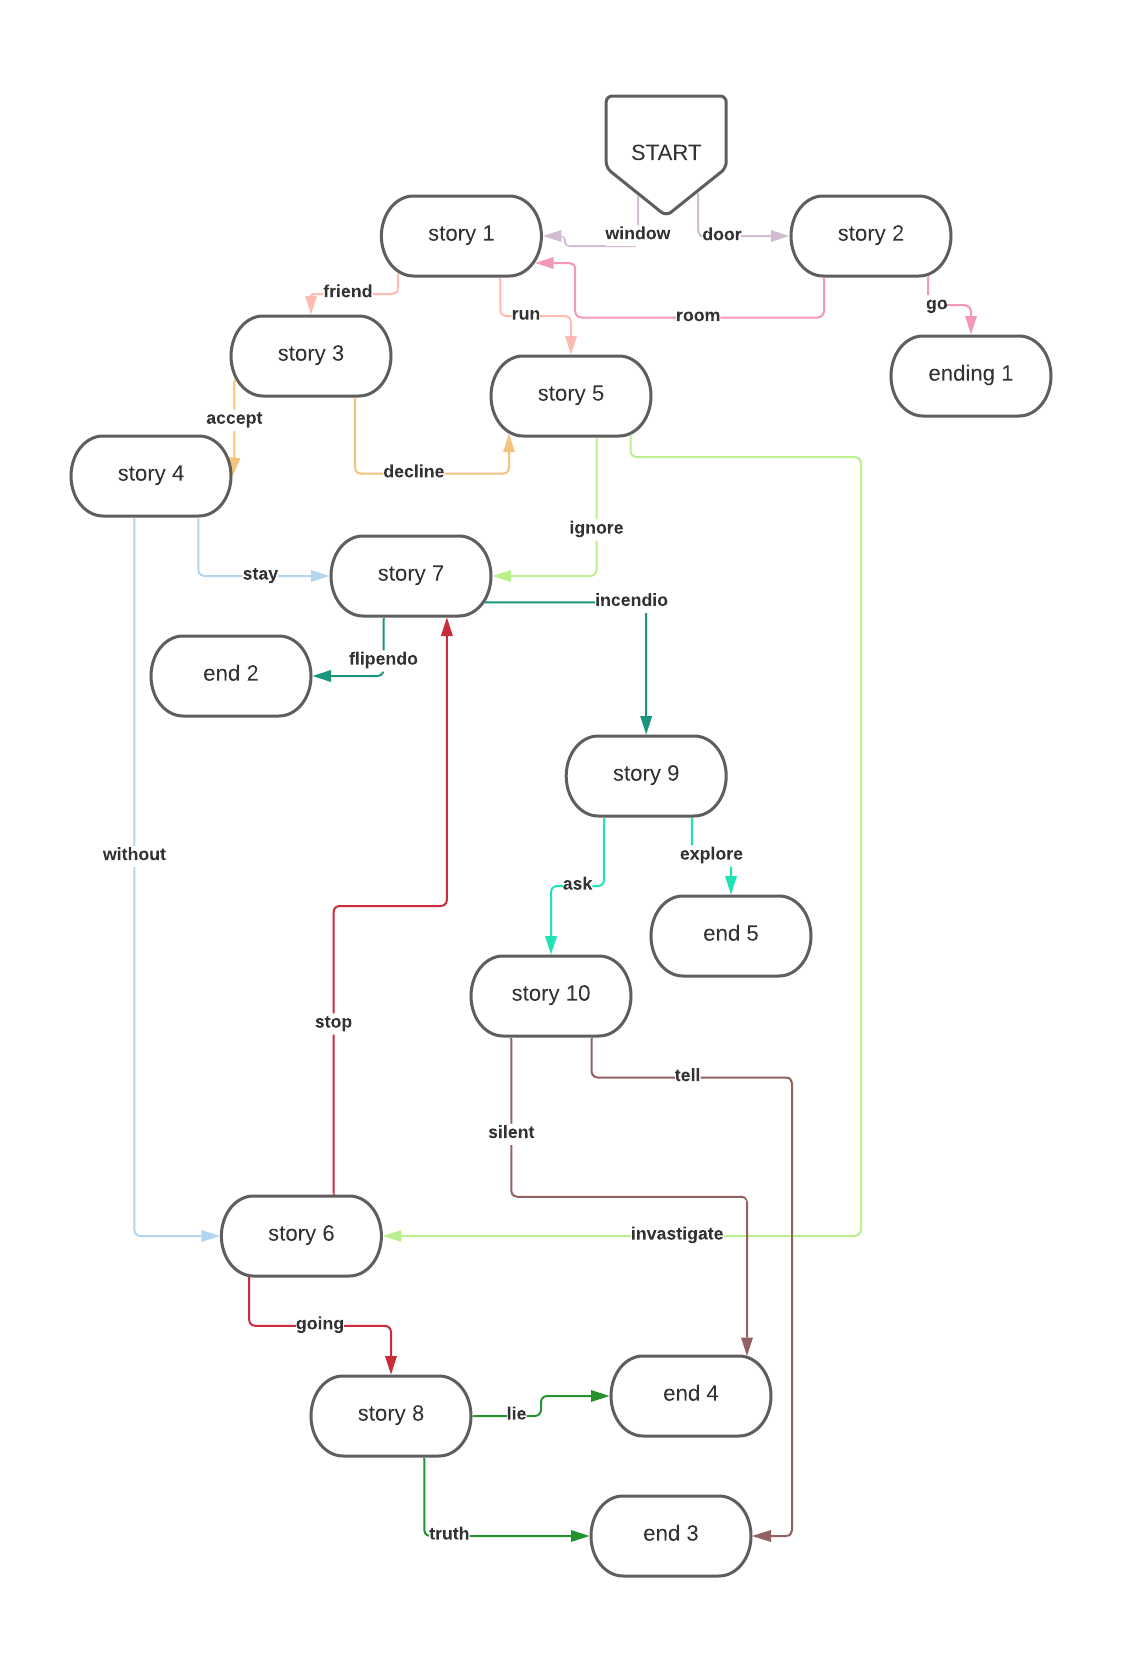 START
story 1
window
door
story 2
friend
run
room
go
story 3
story 5
ending 1
accept
decline
story 4
ignore
stay
story 7
incendio
end 2
flipendo
story 9
without
ask
explore
end 5
story 10
stop
tell
silent
story 6
invastigate
going
story 8
lie
end 4
truth
end 3